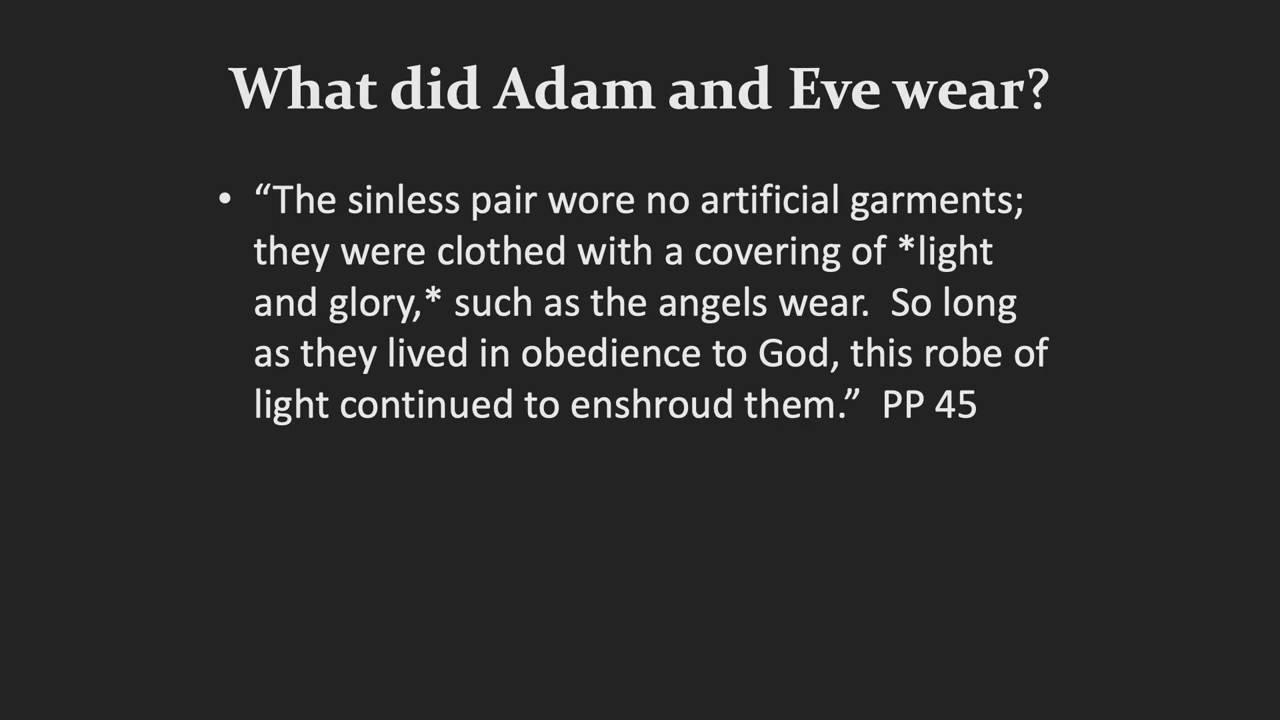 What did Adam and Eve wear?
• “The sinless pair wore no artificial garments;
they were clothed with a covering of *light
and glory,* such as the angels wear.  So long
as they lived in obedience to God, this robe of
light continued to enshroud them.”  PP 45